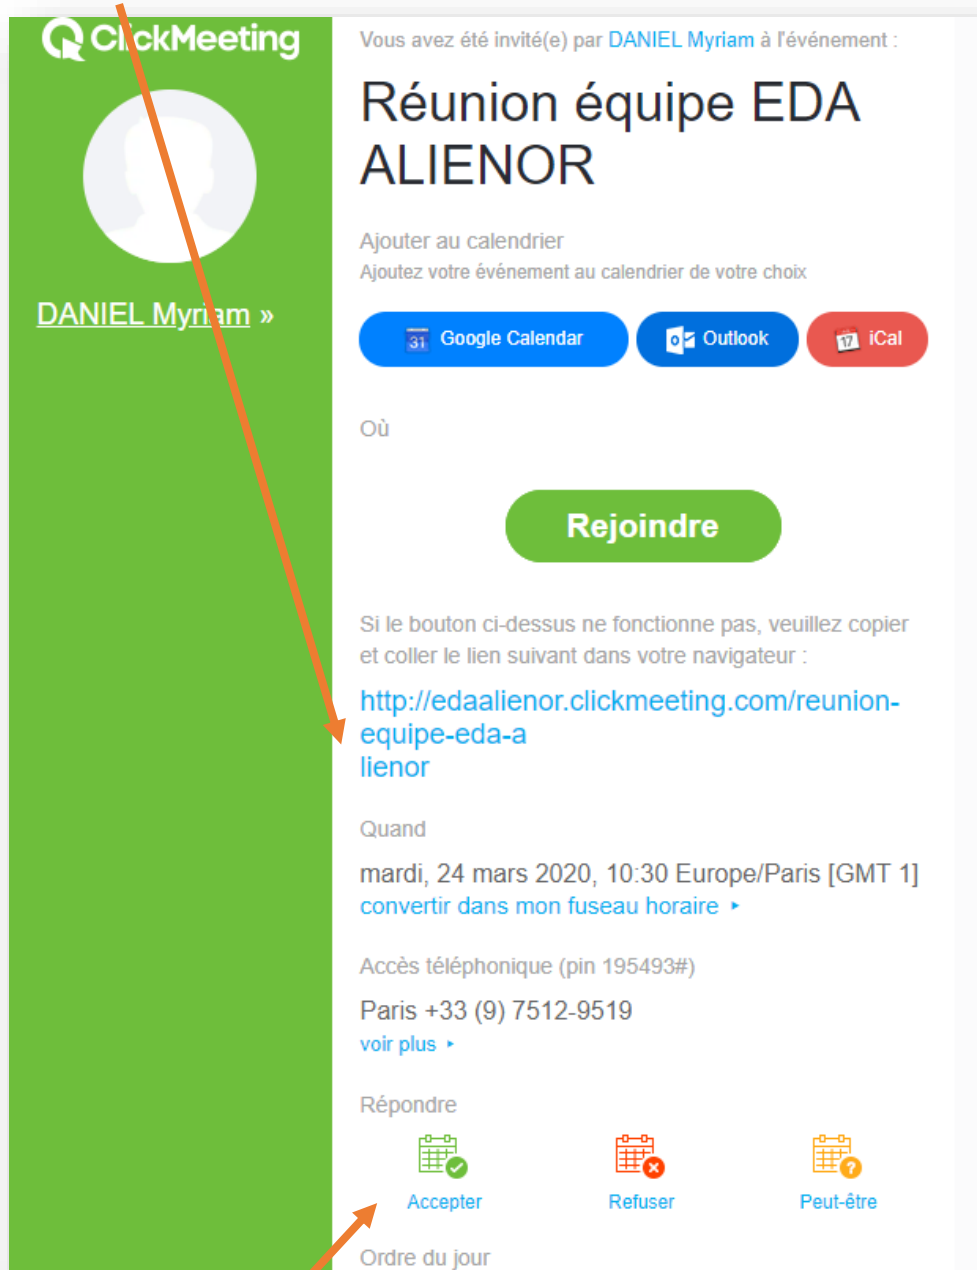 ClickMeeting
DANIEL Myriam »
Vous avez été invité(e) par DANIEL Myriam à l'événement :
Réunion équipe EDA
ALIENOR
Ajouter au calendrier
Ajoutez votre événement au calendrier de votre choix
31 Google Calendar
Outlook
17 iCal
Où
Rejoindre
Si le bouton ci-dessus ne fonctionne pas, veuillez copier
et coller le lien suivant dans votre navigateur :
http://edaalienor.clickmeeting.com/reunion-
equipe-eda-a
lienor
Quand
mardi, 24 mars 2020, 10:30 Europe/Paris [GMT 1]
convertir dans mon fuseau horaire
Accès téléphonique (pin 195493#)
Paris +33 (9) 7512-9519
voir plus
Répondre
Accepter
Refuser
Peut-être
Ordre du jour